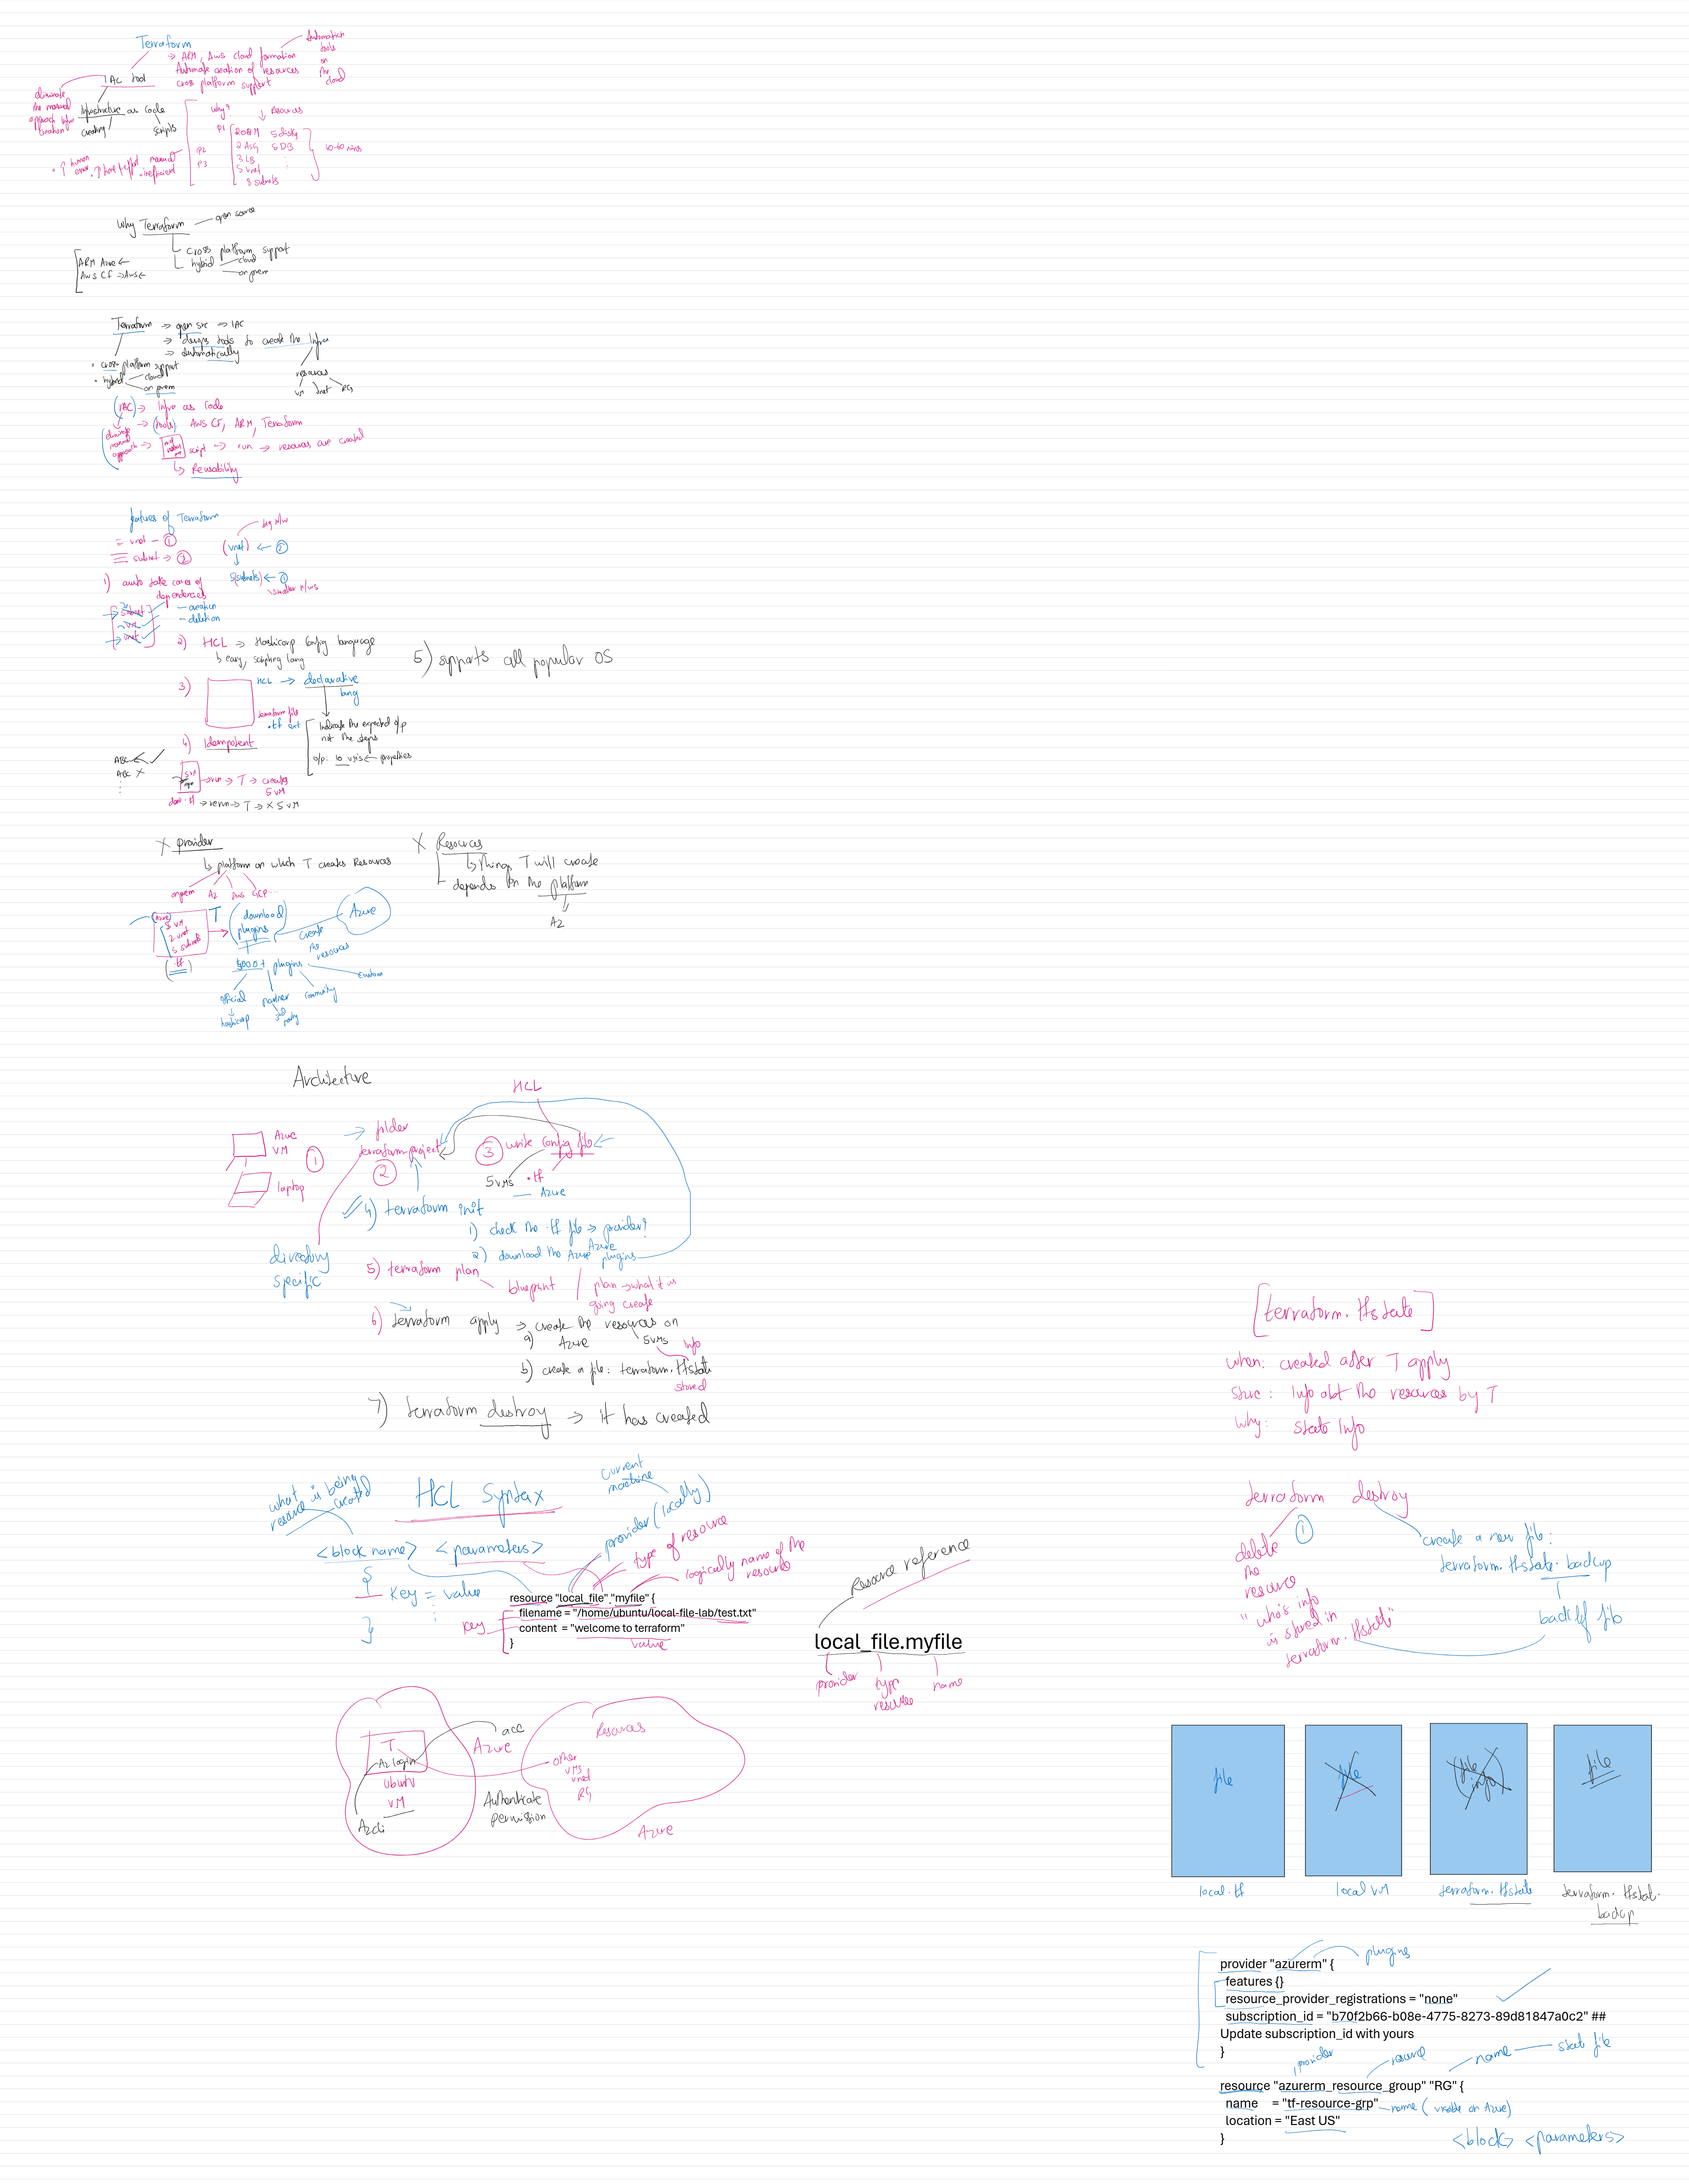 Terraform
→ ARM, Aws Cloud formation
Automate creation of resources
cross platform support
Automation
tools
on
the
cloud
IAC tool
eliminate
the manual
approach infra
creation
Infrastructure as Code
creating
scripts
Why?
↓ Resources
P1
20 VM 5 disks
2 ASG 5 DB
3 LB
5 vnet
8 subnets
P2
P3
↑ human
error
manual
inefficient
Why Terraform
open source
cross platform support
hybrid
cloud
on prem
ARM Azure ←
Aws CF → Aws ←
Terraform → open src → IAC
→ devops tools to create the Infra
→ automatically
• cross platform support
• hybrid
cloud
on prem
resources
VM Vnet RG
(IAC) → Infra as Code
→ (tools) AWS CF, ARM, Terraform
eliminate
manual
approach →
script → run → resources are created
↳ Reusability
features of Terraform
= vnet - ①
subnet → ②
big n/w
(vnet) ← ②
5(subnets) ← ①
smaller n/ws
1) auto take cares of
dependencies
- creation
- deletion
subnet
VM
vnet
2) HCL → Hashicorp Config language
↳ easy, scripting lang
5) supports all popular OS
3)
HCL → declarative
lang
terraform file
.tf ext
Indicate the expected o/p
not the steps
o/p: 10 vms ← properties
4) Idempotent
ABC ← ✓
ABC X
5 VM
→ run → T → creates
5 VM
→ rerun → T → X 5 VM
X provider
↳ platform on which T creates Resources
onprem AZ Aws GCP...
X Resources
↳ things T will create
depends on the platform
AZ
Azure
5 VM
2 vnet
5 subnets
(tf)
T
(download)
plugins
Azure
create
the
resources
plugins
official partner community custom
hashicorp
3rd
party
Architecture
HCL
Azure
VM
①
laptop
→ folder
terraform-project
②
③ write config file
5 VMS .tf
Azure
4) terraform init
1) check the .tf file → provider?
Azure
2) download the Azure plugins
directory
specific
5) terraform plan
blueprint
plan → what it is
going create
6) terraform apply → create the resources on
a) Azure 5 VMS
info
b) create a file: terraform.tfstate
stored
7) terraform destroy → it has created
[terraform.tfstate]
when: created after T apply
store: Info abt the resources by T
why: state Info
what is being
resource created
HCL Syntax
current
machine
provider (locally)
type of resource
logically name of the
resource
<block name> <parameters>
{
key = value
}
resource "local_file" "myfile" {
filename = "/home/ubuntu/local-file-lab/test.txt"
content = "welcome to terraform"
}
key
value
Resource reference
local_file.myfile
provider type name
resource
terraform destroy
①
delete
the
resource
"who's info
is stored in
terraform.tfstate"
create a new file:
terraform.tfstate.backup
backup of file
T
Az login
Ubuntu
VM
Azcli
acc
Azure
Authenticate
permission
Resources
other
VMs
vnet
RG
Azure
file
file
file
info
file
local.tf
local VM
terraform.tfstate
terraform.tfstat.
backup
plugins
provider "azurerm" {
features {}
resource_provider_registrations = "none"
subscription_id = "b70f2b66-b08e-4775-8273-89d81847a0c2" ##
Update subscription_id with yours
}
provider resource name — stat file
resource "azurerm_resource_group" "RG" {
name = "tf-resource-grp"
name (visible on Azure)
location = "East US"
}
<block> <parameters>